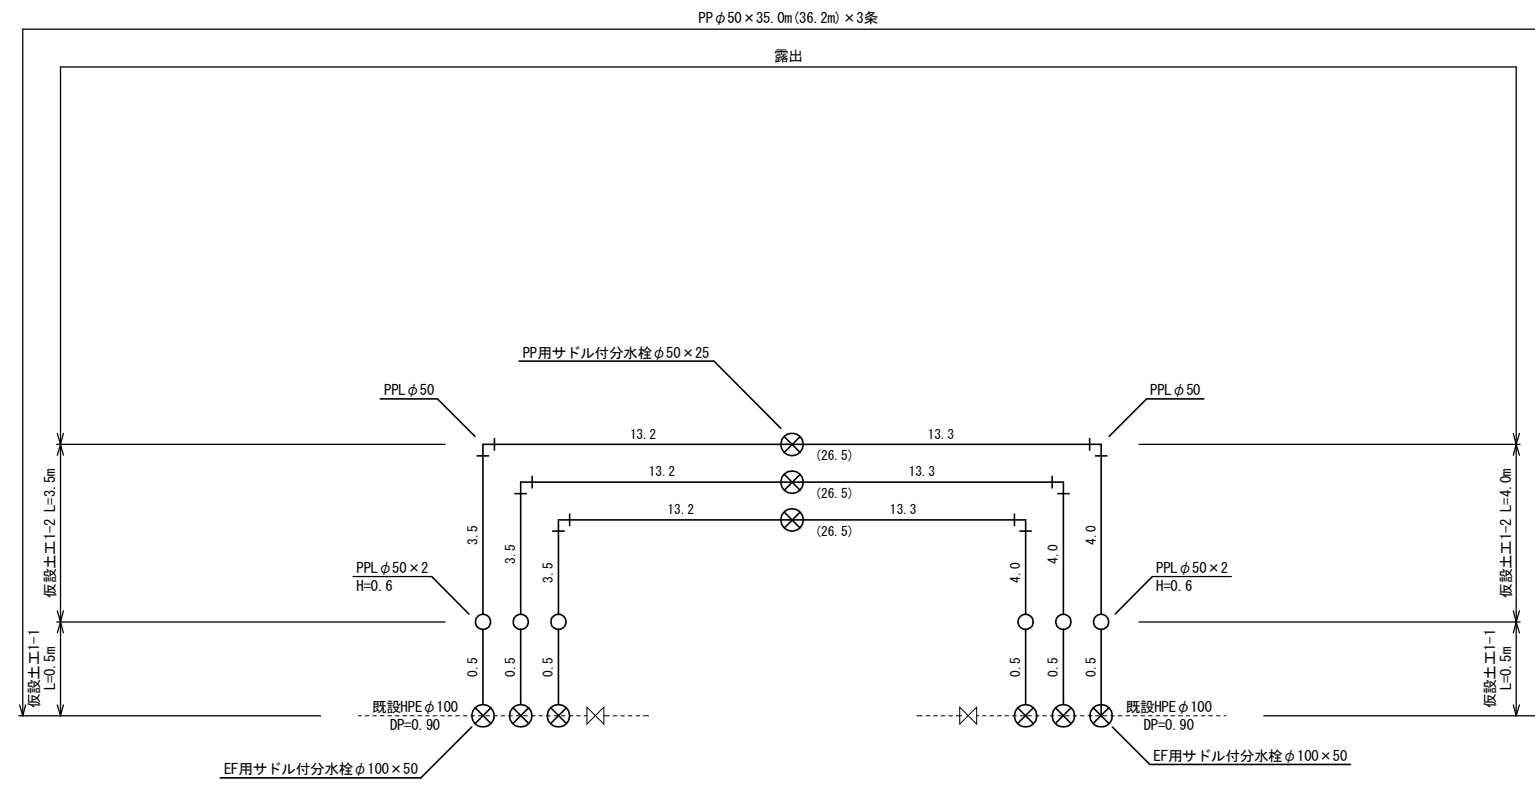 PPφ50×35.0m(36.2m)×3条
露出
PP用サドル付分水栓φ50×25
PPLφ50
PPLφ50
13.2
13.3
(26.5)
13.2
13.3
(26.5)
13.2
13.3
(26.5)
仮設土工1-2 L=3.5m
3.5
3.5
3.5
4.0
4.0
4.0
仮設土工1-2 L=4.0m
PPLφ50×2
H=0.6
PPLφ50×2
H=0.6
仮設土工1-1
L=0.5m
0.5
0.5
0.5
0.5
0.5
0.5
仮設土工1-1
L=0.5m
既設HPEφ100
DP=0.90
既設HPEφ100
DP=0.90
EF用サドル付分水栓φ100×50
EF用サドル付分水栓φ100×50